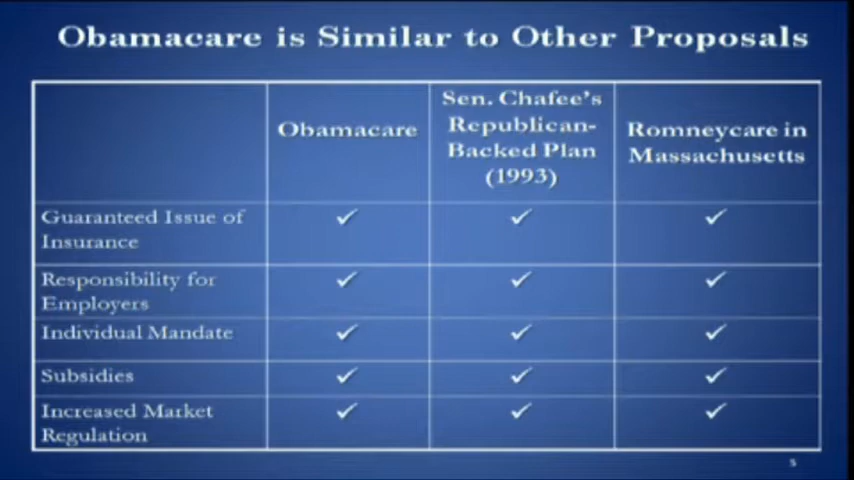 Obamacare is Similar to Other Proposals
Obamacare
Sen. Chafee's
Republican-
Backed Plan
(1993)
Romneycare in
Massachusetts
Guaranteed Issue of
Insurance
✓ ✓ ✓
Responsibility for
Employers
✓ ✓ ✓
Individual Mandate ✓ ✓ ✓
Subsidies ✓ ✓ ✓
Increased Market
Regulation
✓ ✓ ✓
5